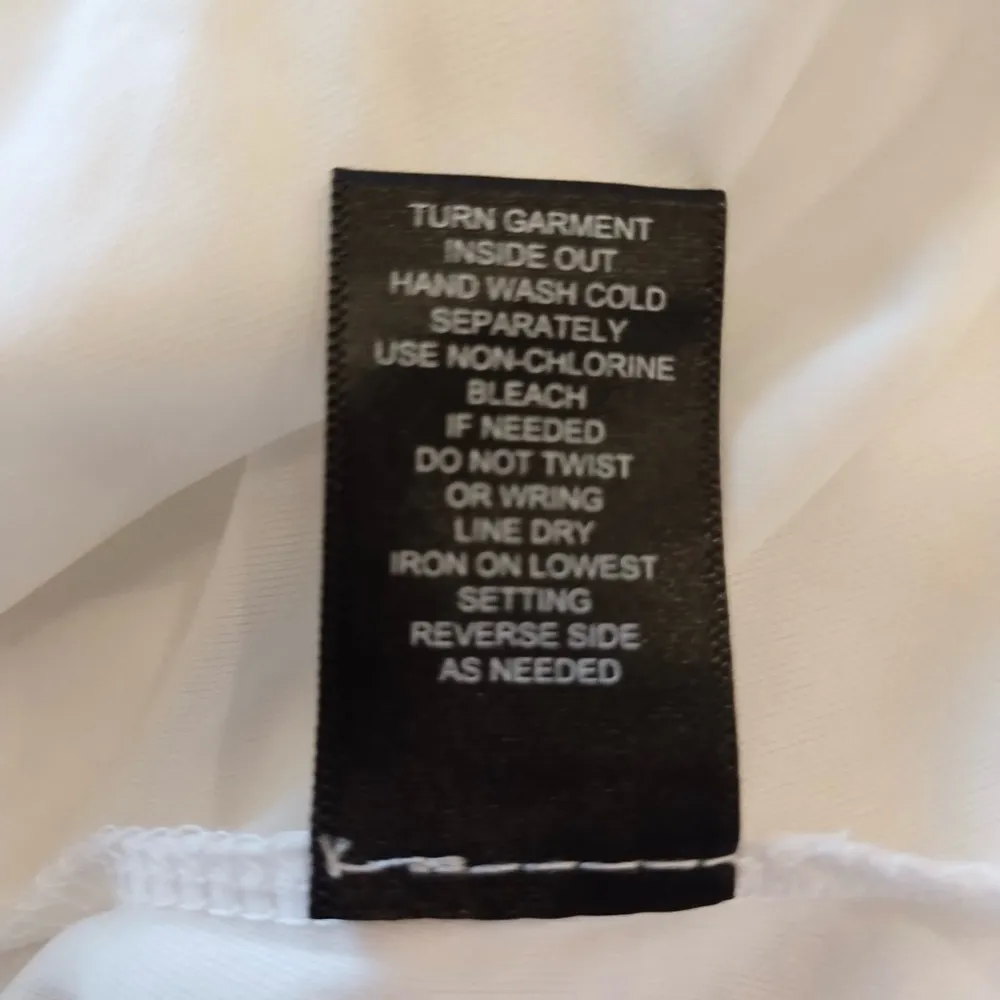 TURN GARMENT
INSIDE OUT
HAND WASH COLD
SEPARATELY
USE NON-CHLORINE
BLEACH
IF NEEDED
DO NOT TWIST
OR WRING
LINE DRY
IRON ON LOWEST
SETTING
REVERSE SIDE
AS NEEDED